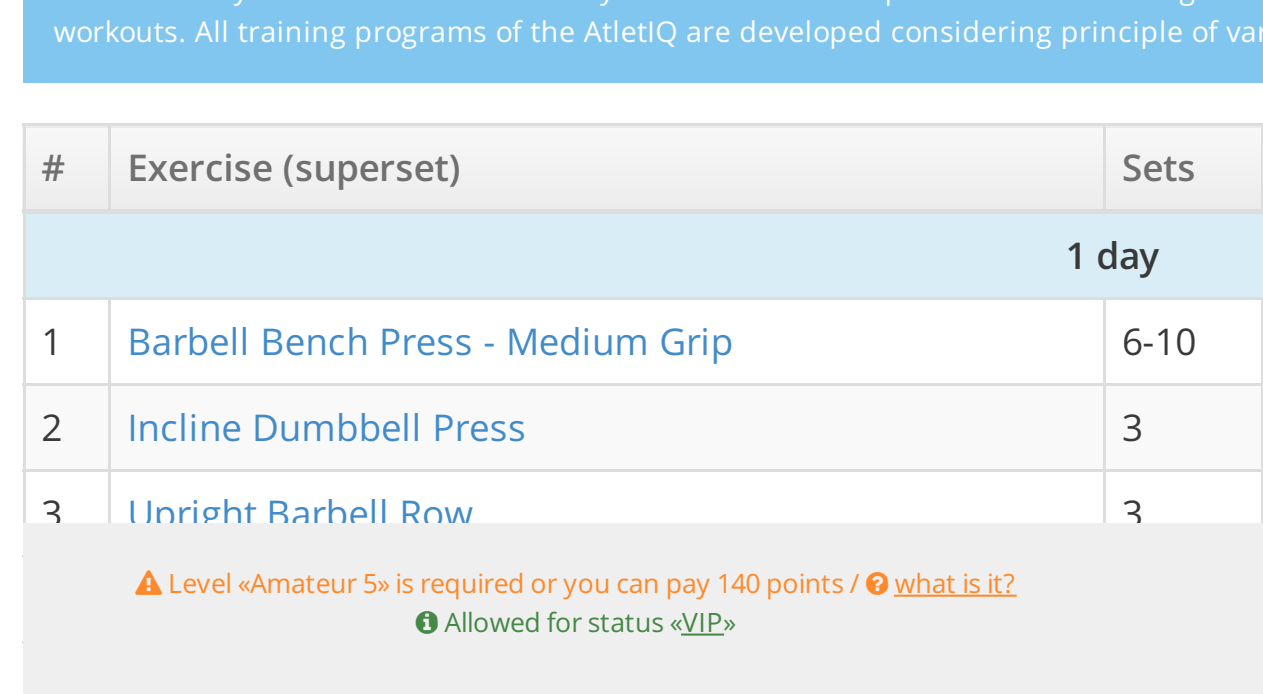 workouts. All training programs of the AtletIQ are developed considering principle of
# Exercise (superset) Sets
1 day
1 Barbell Bench Press - Medium Grip 6-10
2 Incline Dumbbell Press 3
3 Upright Barbell Row 3
Level «Amateur 5» is required or you can pay 140 points / what is it?
Allowed for status «VIP»